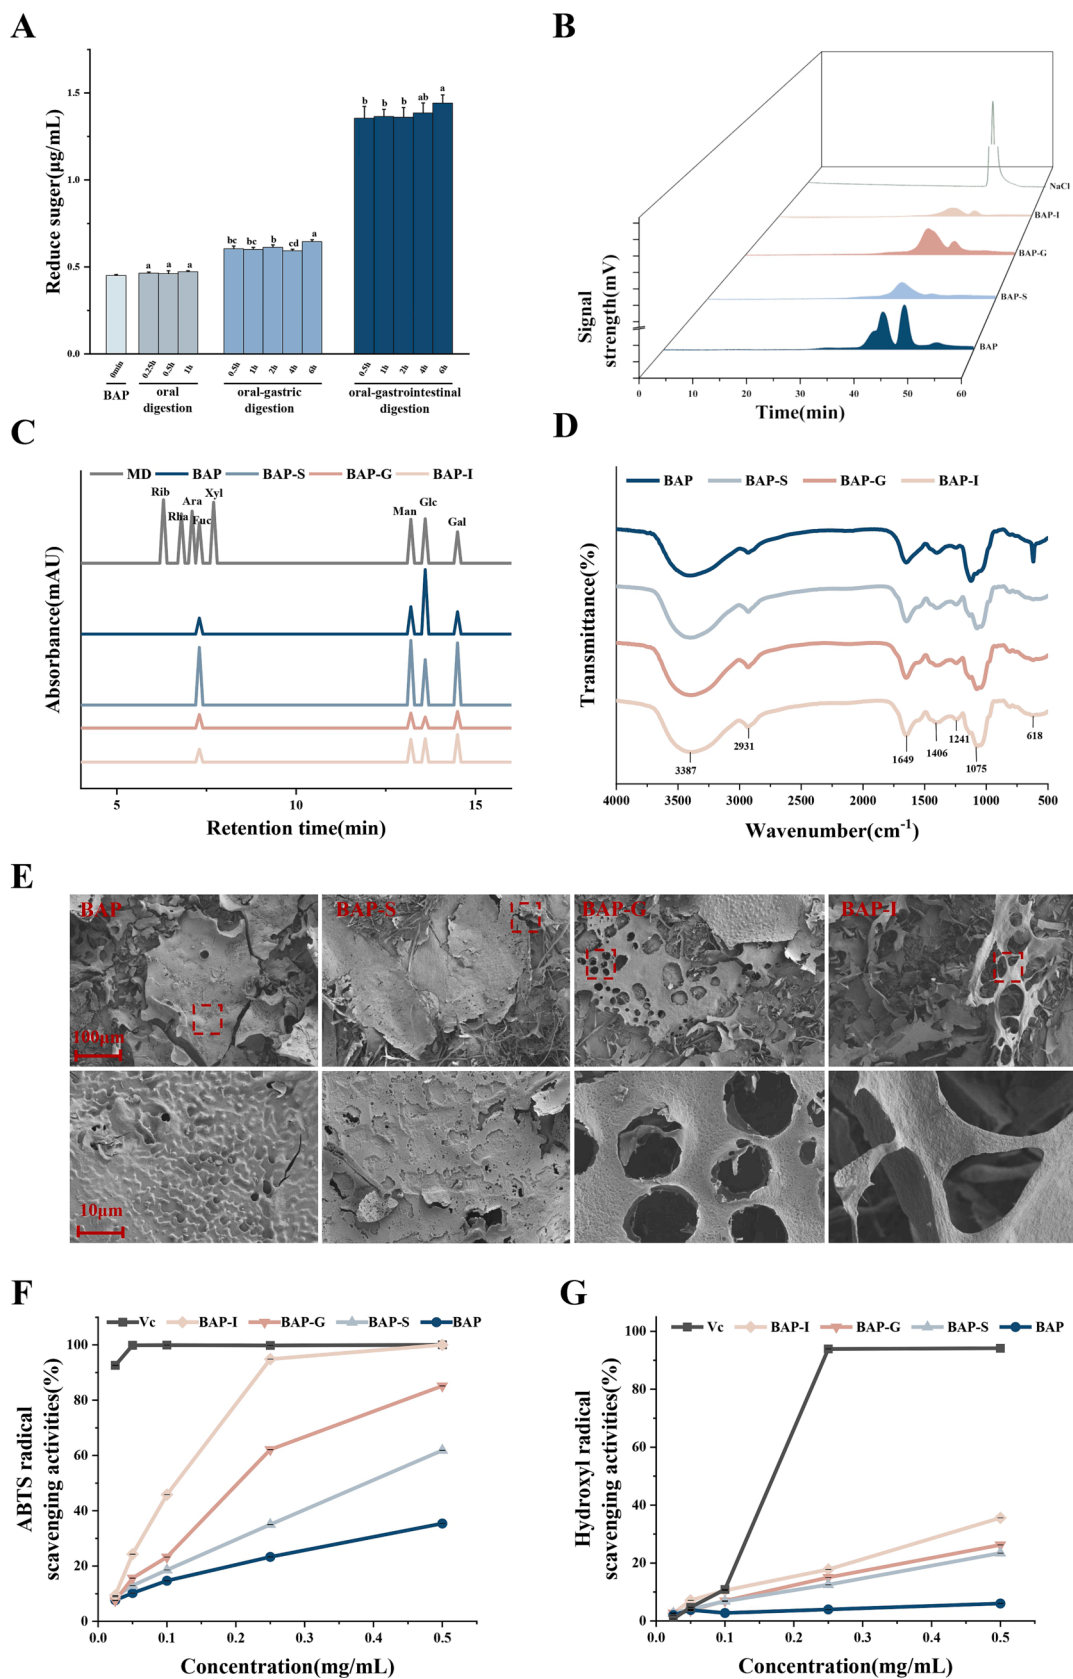 A
Reduce suger(μg/mL)
1.5
1.0
0.5
0.0
b b b ab a
bc bc b cd a
a a a
0min 0.25h 0.5h 1h 0.5h 1h 2h 4h 6h 0.5h 1h 2h 4h 6h
BAP oral digestion oral-gastric digestion oral-gastrointestinal digestion
B
Signal strength(mV)
NaCl
BAP-I
BAP-G
BAP-S
BAP
0 10 20 30 40 50 60
Time(min)
C
MD BAP BAP-S BAP-G BAP-I
Rib Rha Ara Fuc Xyl Man Glc Gal
Absorbance(mAU)
5 10 15
Retention time(min)
D
BAP BAP-S BAP-G BAP-I
Transmittance(%)
3387 2931 1649 1406 1241 1075 618
4000 3500 3000 2500 2000 1500 1000 500
Wavenumber(cm⁻¹)
E
BAP BAP-S BAP-G BAP-I
100μm
10μm
F
Vc BAP-I BAP-G BAP-S BAP
ABTS radical
scavenging activities(%)
100
80
60
40
20
0
0.0 0.1 0.2 0.3 0.4 0.5
Concentration(mg/mL)
G
Vc BAP-I BAP-G BAP-S BAP
Hydroxyl radical
scavenging activities(%)
100
80
60
40
20
0
0.0 0.1 0.2 0.3 0.4 0.5
Concentration(mg/mL)